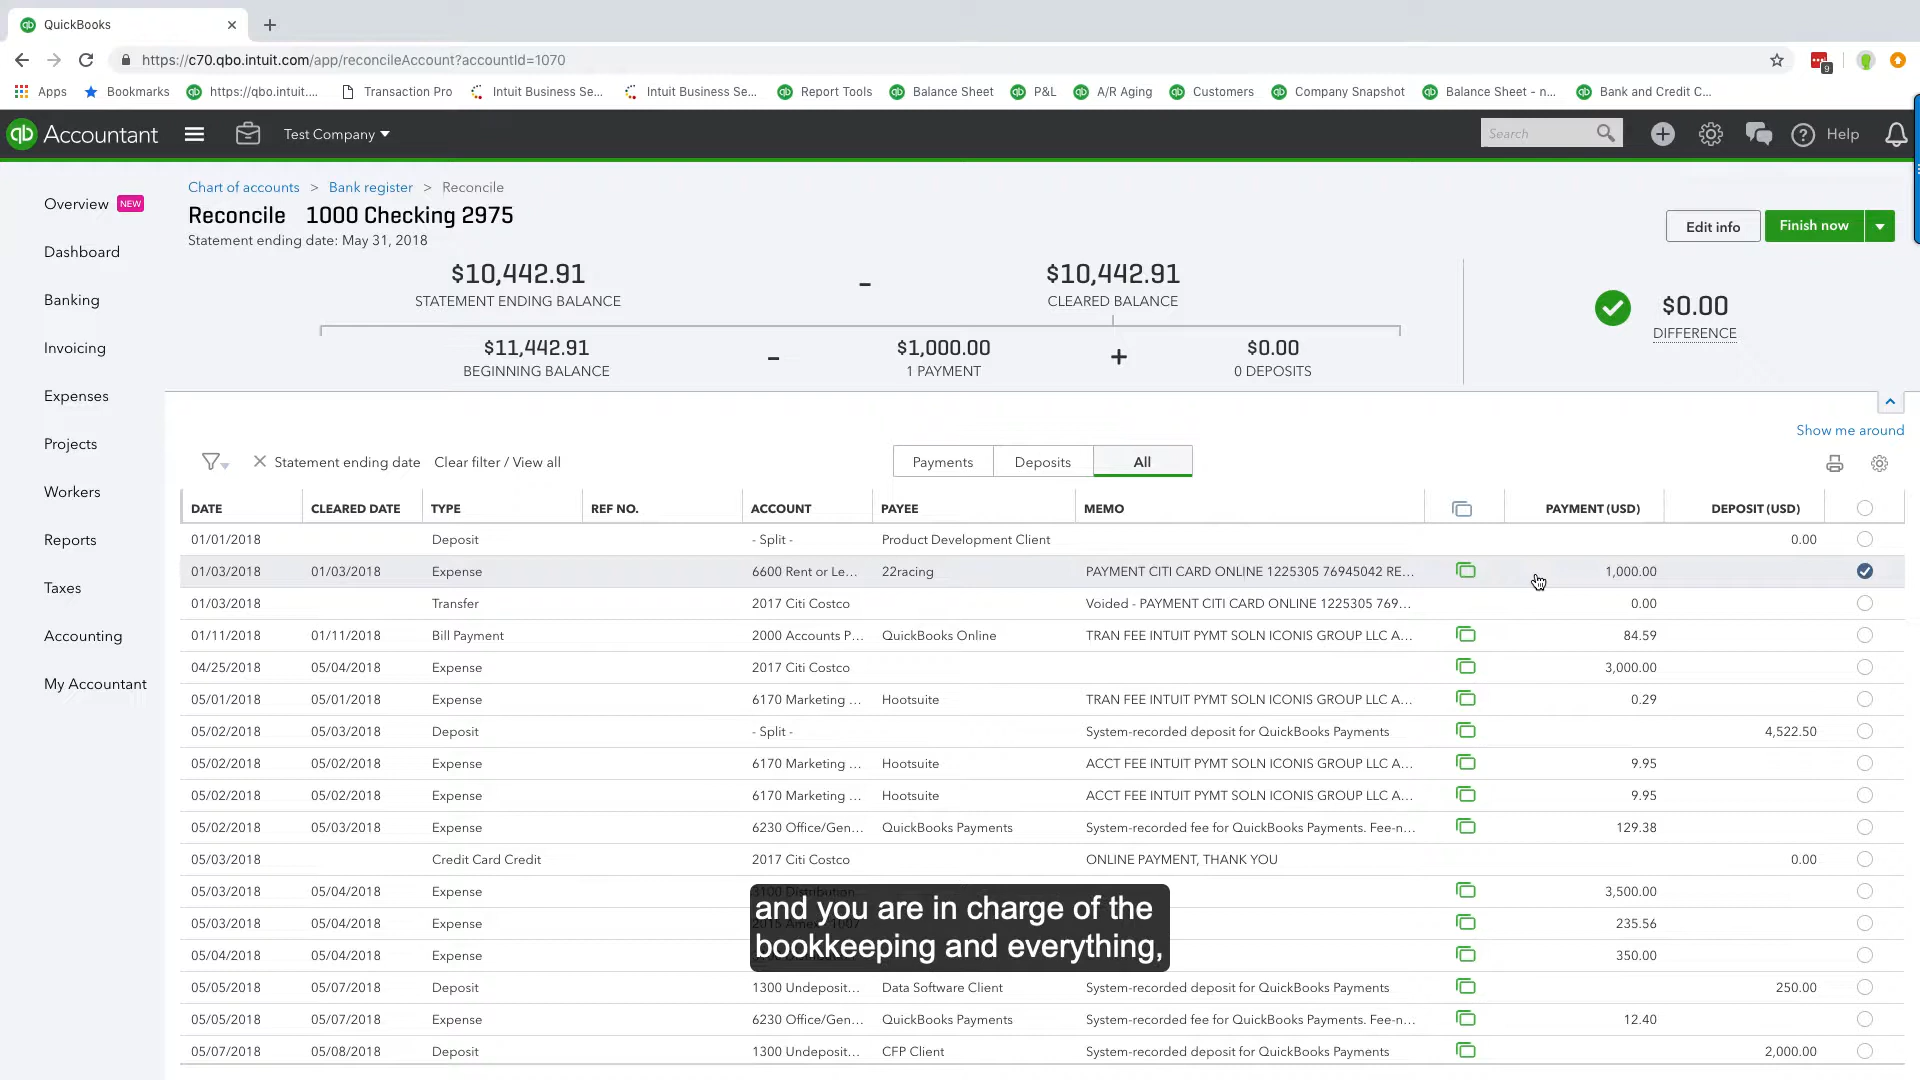 QuickBooks
https://c70.qbo.intuit.com/app/reconcileAccount?accountId=1070
9
Apps Bookmarks https://qbo.intuit.... Transaction Pro Intuit Business Se... Intuit Business Se... Report Tools Balance Sheet P&L A/R Aging Customers Company Snapshot Balance Sheet - n... Bank and Credit C...
qb Accountant Test Company Search Help
Overview NEW
Dashboard
Banking
Invoicing
Expenses
Projects
Workers
Reports
Taxes
Accounting
My Accountant
Chart of accounts > Bank register > Reconcile
Reconcile 1000 Checking 2975
Statement ending date: May 31, 2018
Edit info Finish now
$10,442.91 - $10,442.91
STATEMENT ENDING BALANCE CLEARED BALANCE
$11,442.91 - $1,000.00 + $0.00
BEGINNING BALANCE 1 PAYMENT 0 DEPOSITS
$0.00
DIFFERENCE
Show me around
Statement ending date Clear filter / View all Payments Deposits All
DATE CLEARED DATE TYPE REF NO. ACCOUNT PAYEE MEMO PAYMENT (USD) DEPOSIT (USD)
01/01/2018 Deposit - Split - Product Development Client 0.00
01/03/2018 01/03/2018 Expense 6600 Rent or Le... 22racing PAYMENT CITI CARD ONLINE 1225305 76945042 RE... 1,000.00
01/03/2018 Transfer 2017 Citi Costco Voided - PAYMENT CITI CARD ONLINE 1225305 769... 0.00
01/11/2018 01/11/2018 Bill Payment 2000 Accounts P... QuickBooks Online TRAN FEE INTUIT PYMT SOLN ICONIS GROUP LLC A... 84.59
04/25/2018 05/04/2018 Expense 2017 Citi Costco 3,000.00
05/01/2018 05/01/2018 Expense 6170 Marketing ... Hootsuite TRAN FEE INTUIT PYMT SOLN ICONIS GROUP LLC A... 0.29
05/02/2018 05/03/2018 Deposit - Split - System-recorded deposit for QuickBooks Payments 4,522.50
05/02/2018 05/02/2018 Expense 6170 Marketing ... Hootsuite ACCT FEE INTUIT PYMT SOLN ICONIS GROUP LLC A... 9.95
05/02/2018 05/02/2018 Expense 6170 Marketing ... Hootsuite ACCT FEE INTUIT PYMT SOLN ICONIS GROUP LLC A... 9.95
05/02/2018 05/03/2018 Expense 6230 Office/Gen... QuickBooks Payments System-recorded fee for QuickBooks Payments. Fee-n... 129.38
05/03/2018 Credit Card Credit 2017 Citi Costco ONLINE PAYMENT, THANK YOU 0.00
05/03/2018 05/04/2018 Expense 3,500.00
05/03/2018 05/04/2018 Expense 235.56
05/04/2018 05/04/2018 Expense 350.00
05/05/2018 05/07/2018 Deposit 1300 Undeposit... Data Software Client System-recorded deposit for QuickBooks Payments 250.00
05/05/2018 05/07/2018 Expense 6230 Office/Gen... QuickBooks Payments System-recorded fee for QuickBooks Payments. Fee-n... 12.40
05/07/2018 05/08/2018 Deposit 1300 Undeposit... CFP Client System-recorded deposit for QuickBooks Payments 2,000.00
and you are in charge of the
bookkeeping and everything,